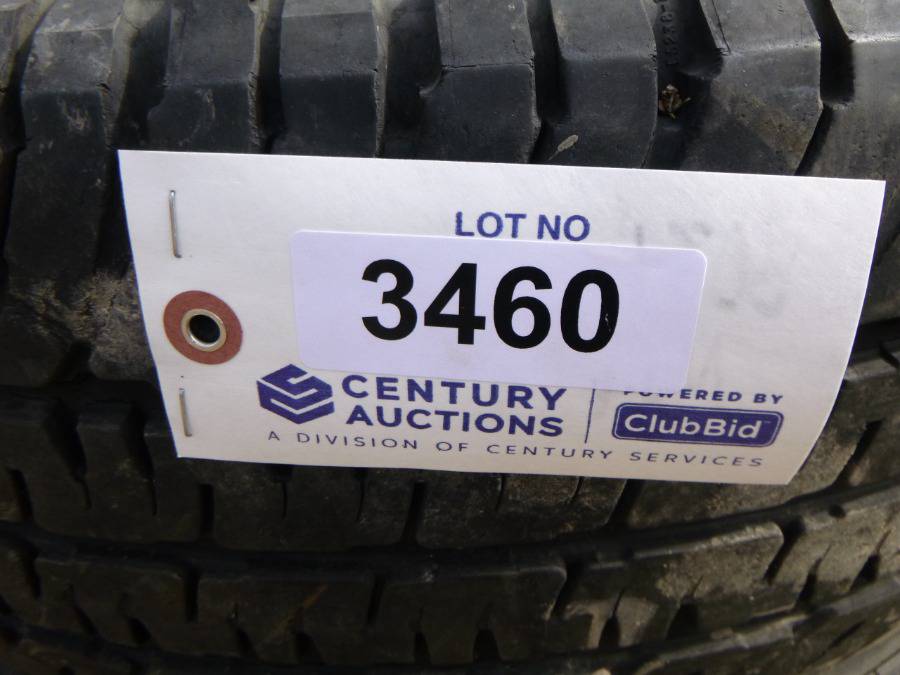 LOT NO
3460
CENTURY
AUCTIONS
POWERED BY
ClubBid
A DIVISION OF CENTURY SERVICES